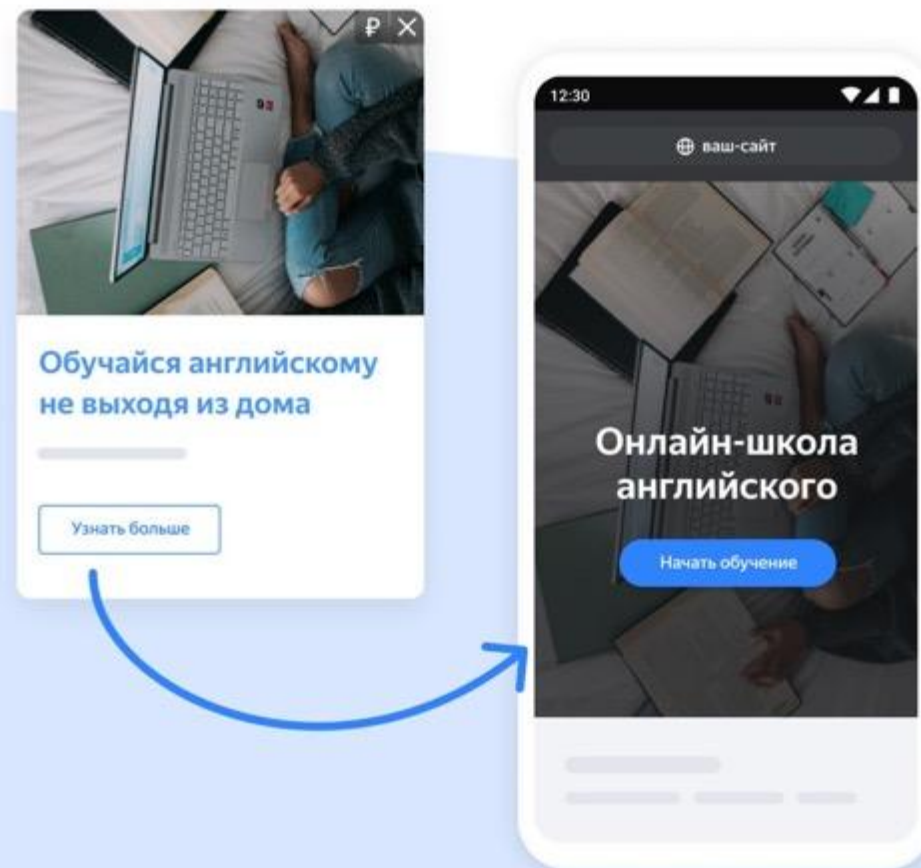 ₽ ✕
Обучайся английскому
не выходя из дома
Узнать больше
12:30
ваш-сайт
Онлайн-школа
английского
Начать обучение